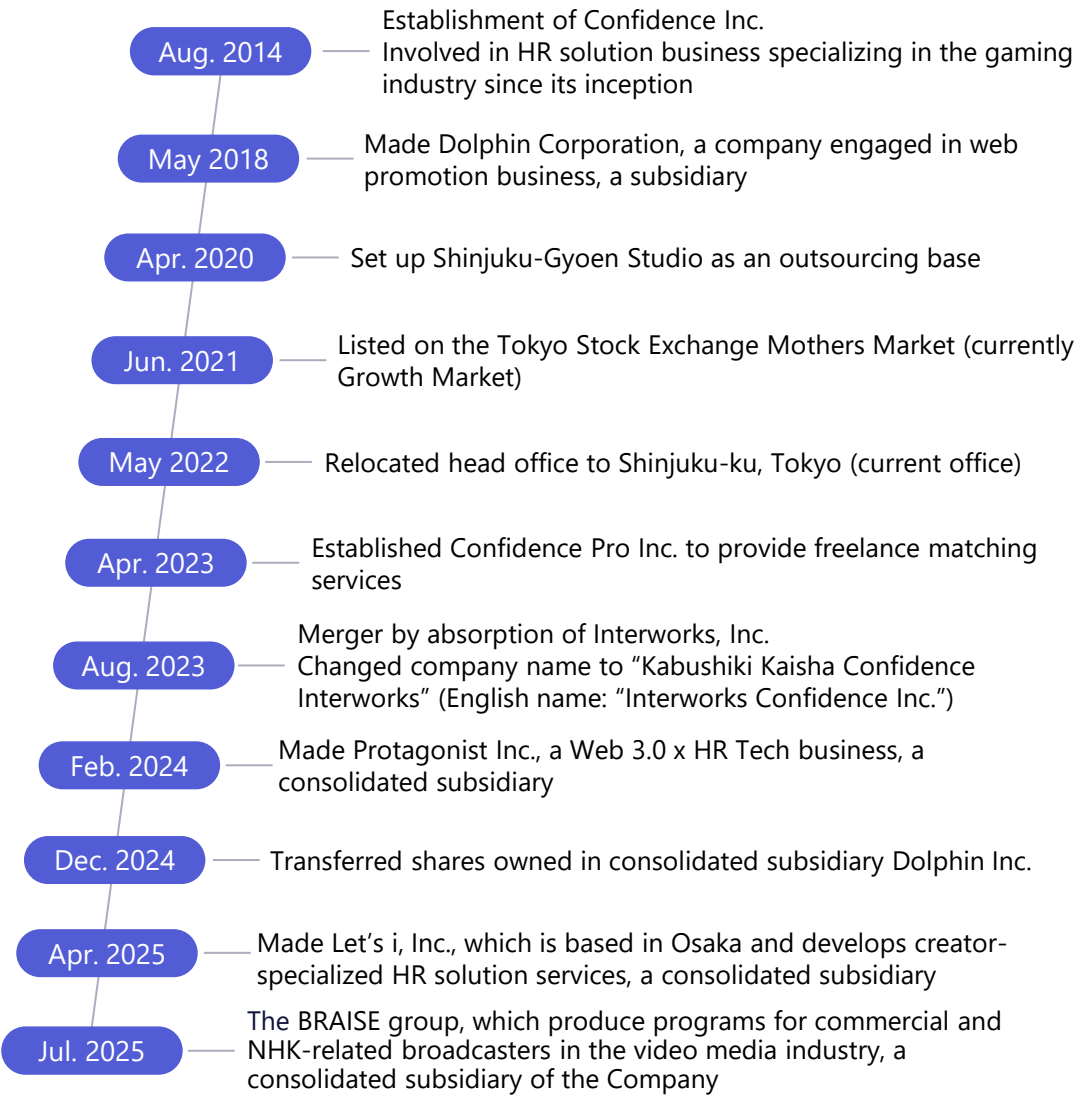 Aug. 2014
Establishment of Confidence Inc.
Involved in HR solution business specializing in the gaming
industry since its inception
May 2018
Made Dolphin Corporation, a company engaged in web
promotion business, a subsidiary
Apr. 2020
Set up Shinjuku-Gyoen Studio as an outsourcing base
Jun. 2021
Listed on the Tokyo Stock Exchange Mothers Market (currently
Growth Market)
May 2022
Relocated head office to Shinjuku-ku, Tokyo (current office)
Apr. 2023
Established Confidence Pro Inc. to provide freelance matching
services
Aug. 2023
Merger by absorption of Interworks, Inc.
Changed company name to “Kabushiki Kaisha Confidence
Interworks” (English name: “Interworks Confidence Inc.”)
Feb. 2024
Made Protagonist Inc., a Web 3.0 x HR Tech business, a
consolidated subsidiary
Dec. 2024
Transferred shares owned in consolidated subsidiary Dolphin Inc.
Apr. 2025
Made Let’s i, Inc., which is based in Osaka and develops creator-
specialized HR solution services, a consolidated subsidiary
Jul. 2025
The BRAISE group, which produce programs for commercial and
NHK-related broadcasters in the video media industry, a
consolidated subsidiary of the Company